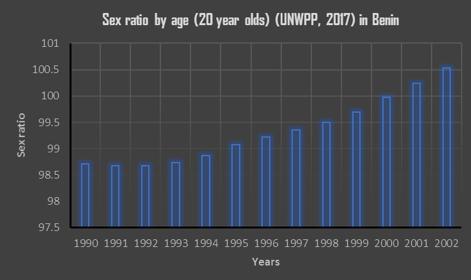 Sex ratio by age (20 year olds) (UNWPP, 2017) in Benin
101
100.5
100
99.5
99
98.5
98
97.5
Sex ratio
1990 1991 1992 1993 1994 1995 1996 1997 1998 1999 2000 2001 2002
Years